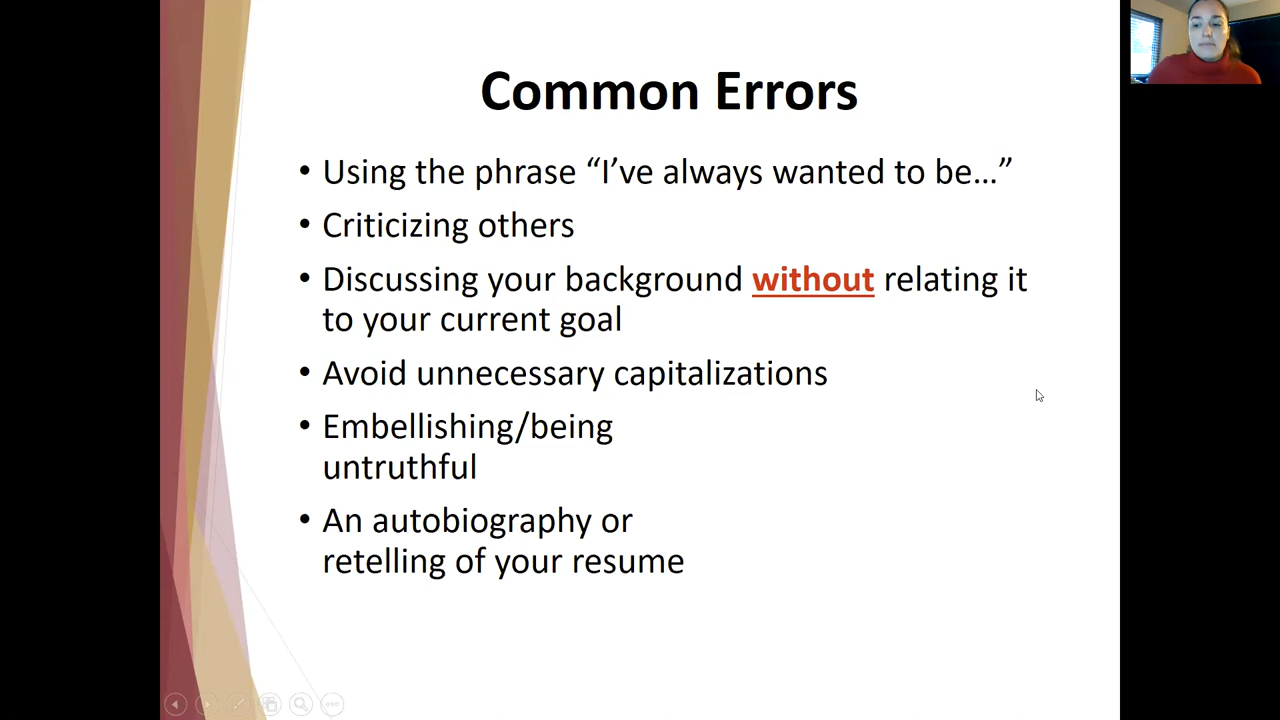 Common Errors
• Using the phrase “I’ve always wanted to be…”
• Criticizing others
• Discussing your background without relating it
to your current goal
• Avoid unnecessary capitalizations
• Embellishing/being
untruthful
• An autobiography or
retelling of your resume